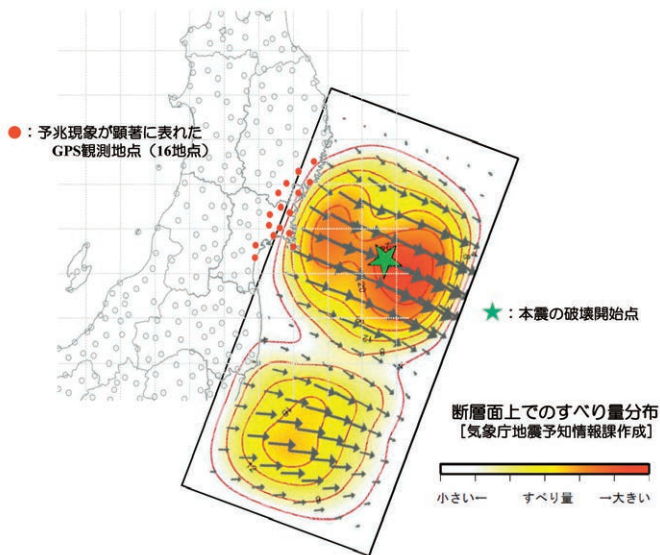 ●：予兆現象が顕著に表れた
GPS観測地点（16地点）
★：本震の破壊開始点
断層面上でのすべり量分布
［気象庁地震予知情報課作成］
小さい← すべり量 →大きい